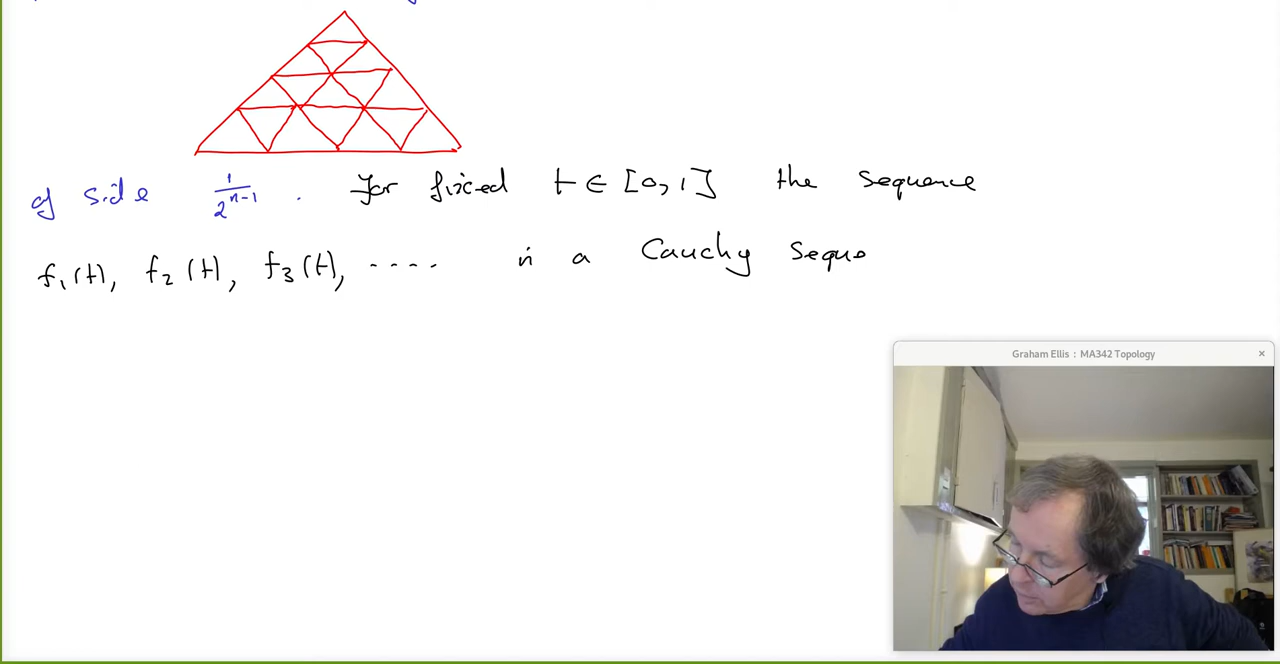 of side 1/2^{n-1} . For fixed t ∈ [0, 1] the sequence
f₁(t), f₂(t), f₃(t), .... is a Cauchy Seque
Graham Ellis : MA342 Topology